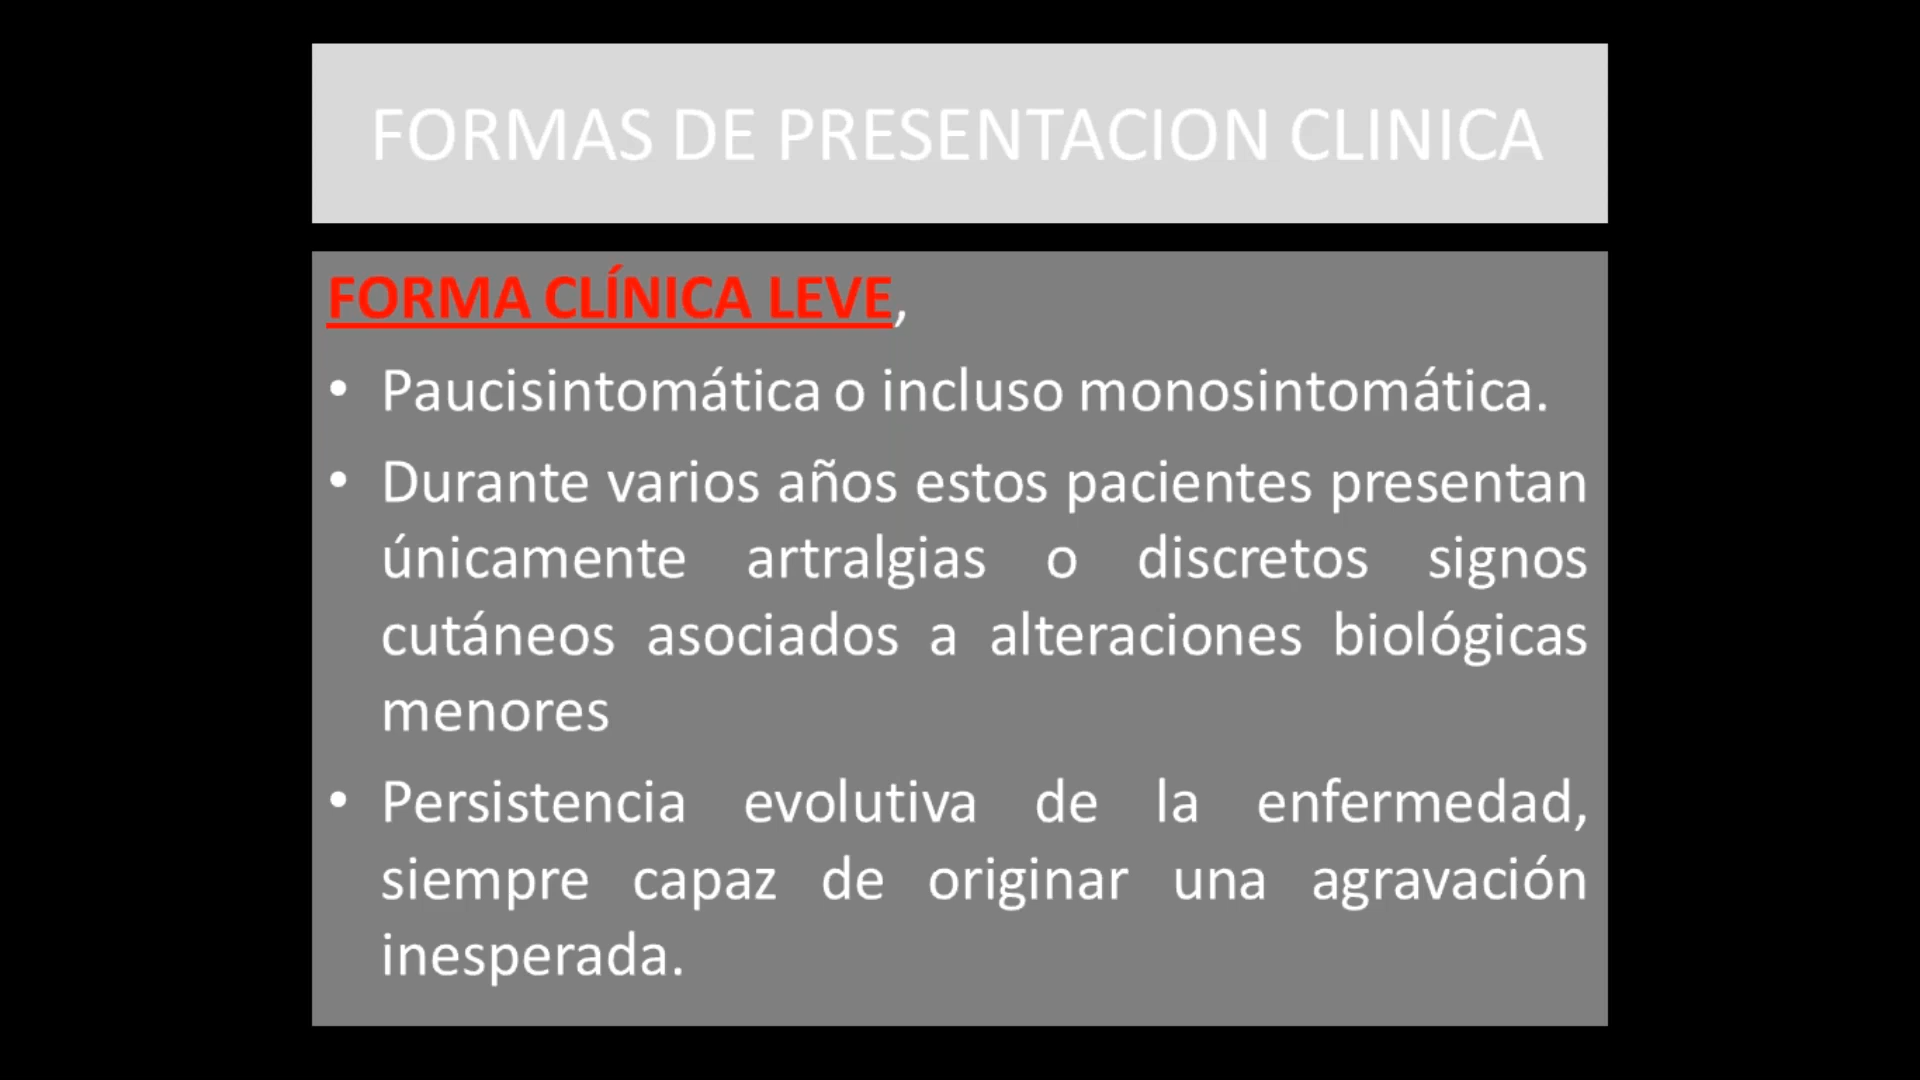 FORMAS DE PRESENTACION CLINICA
FORMA CLÍNICA LEVE,
• Paucisintomática o incluso monosintomática.
• Durante varios años estos pacientes presentan
únicamente artralgias o discretos signos
cutáneos asociados a alteraciones biológicas
menores
• Persistencia evolutiva de la enfermedad,
siempre capaz de originar una agravación
inesperada.